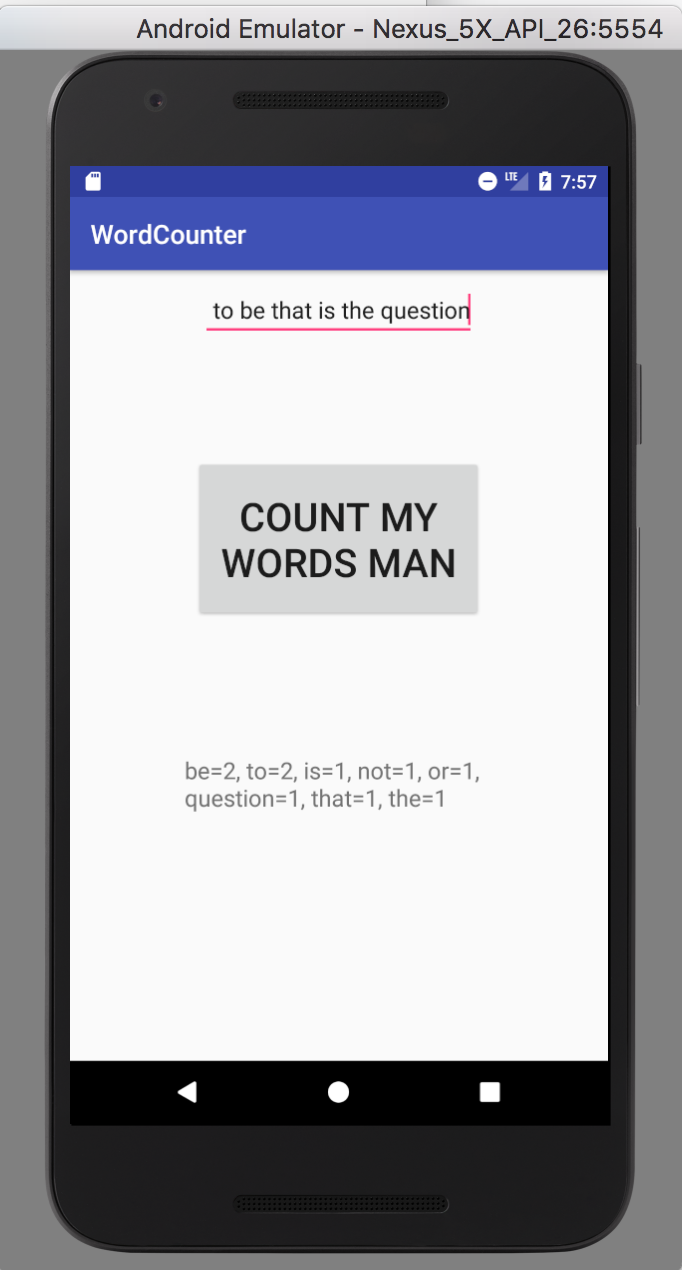 Android Emulator - Nexus_5X_API_26:5554
LTE 7:57
WordCounter
to be that is the question
COUNT MY
WORDS MAN
be=2, to=2, is=1, not=1, or=1,
question=1, that=1, the=1